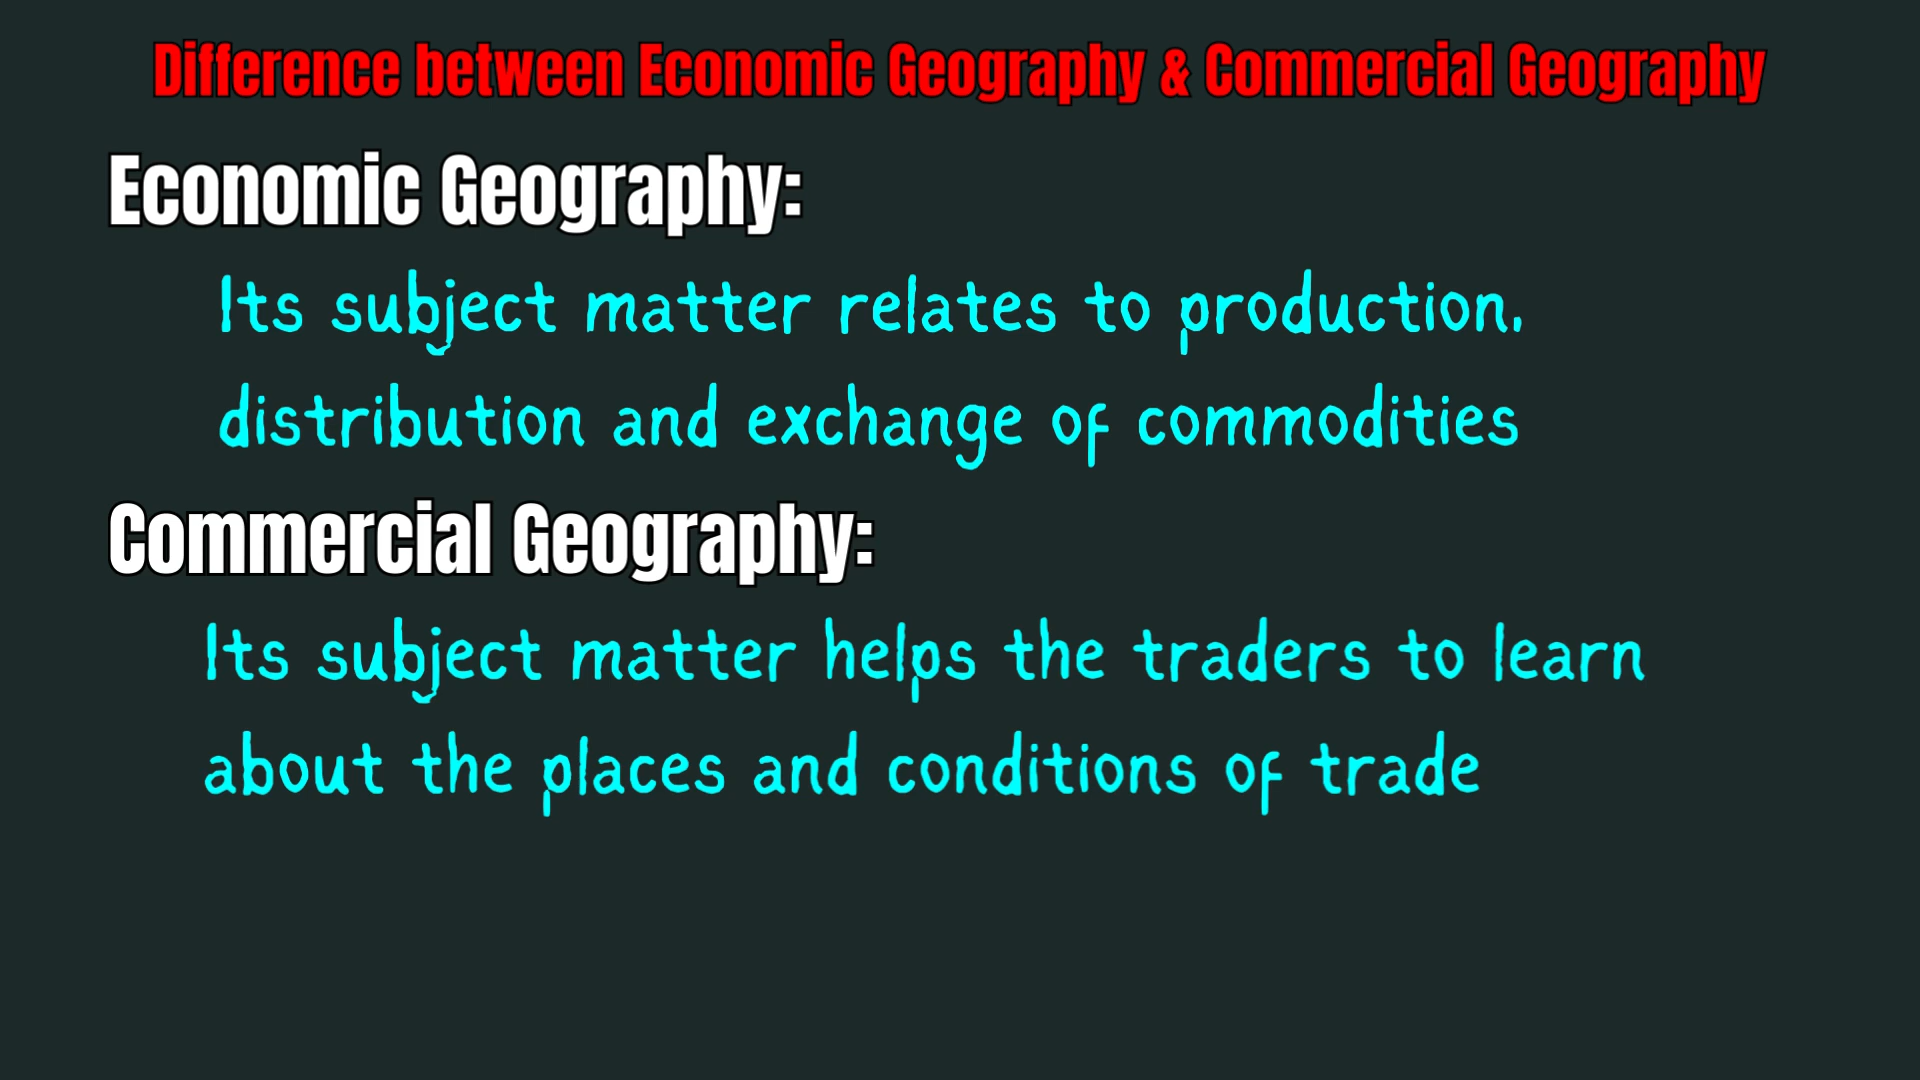 Difference between Economic Geography & Commercial Geography
Economic Geography:
Its subject matter relates to production,
distribution and exchange of commodities
Commercial Geography:
Its subject matter helps the traders to learn
about the places and conditions of trade